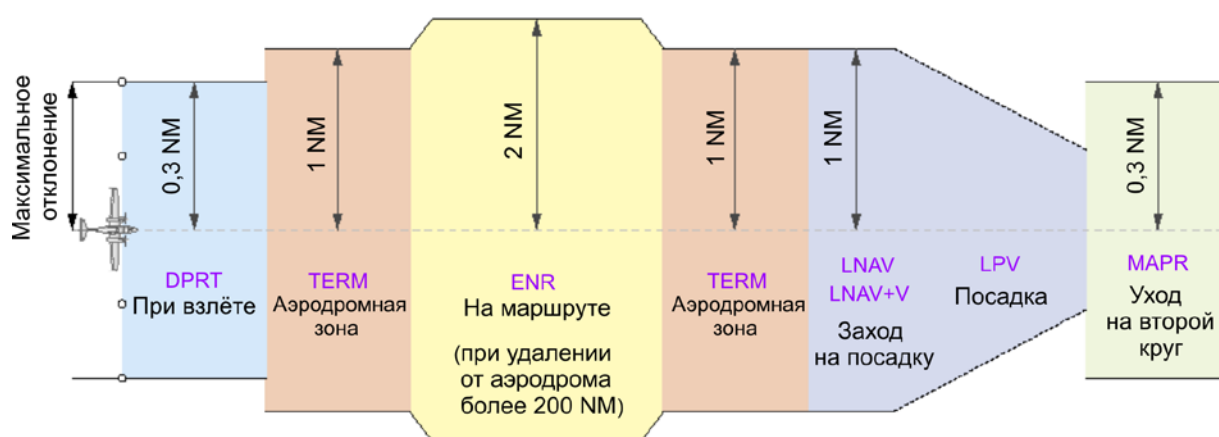 Максимальное
отклонение
0,3 NM
1 NM
2 NM
1 NM
1 NM
0,3 NM
DPRT
При взлёте
TERM
Аэродромная
зона
ENR
На маршруте
(при удалении
от аэродрома
более 200 NM)
TERM
Аэродромная
зона
LNAV
LNAV+V
Заход
на посадку
LPV
Посадка
MAPR
Уход
на второй
круг